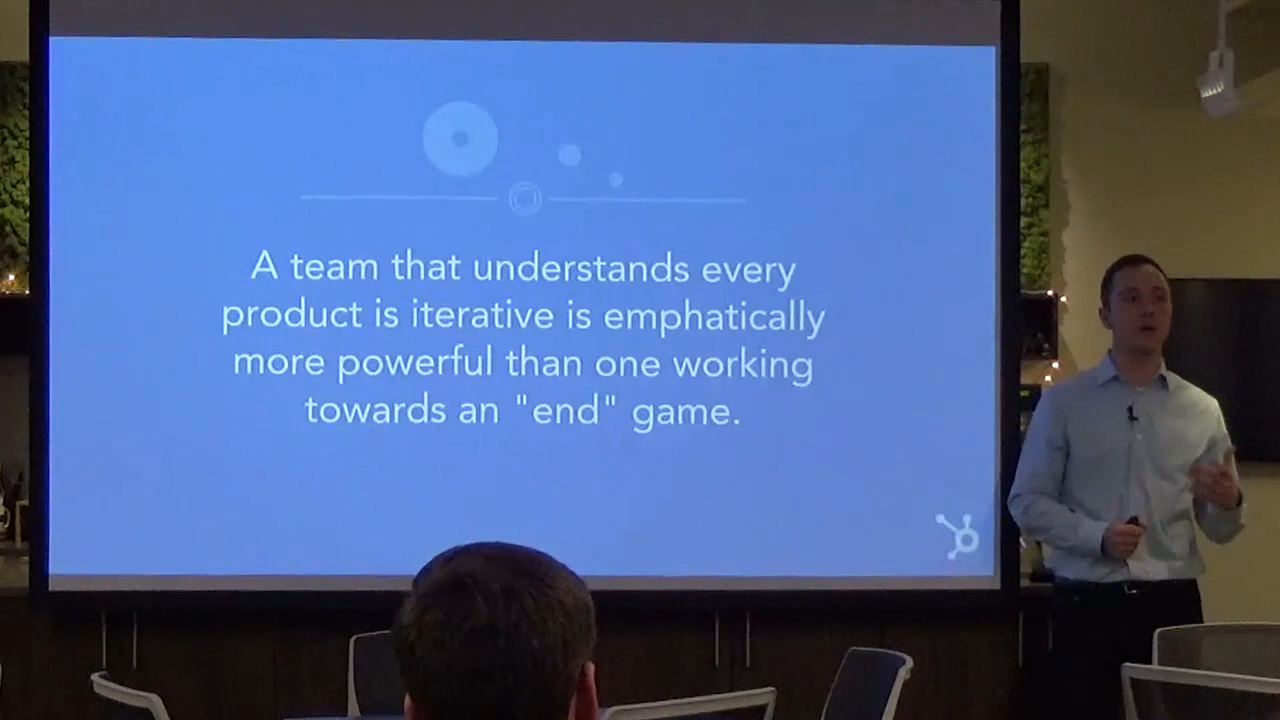 A team that understands every
product is iterative is emphatically
more powerful than one working
towards an "end" game.